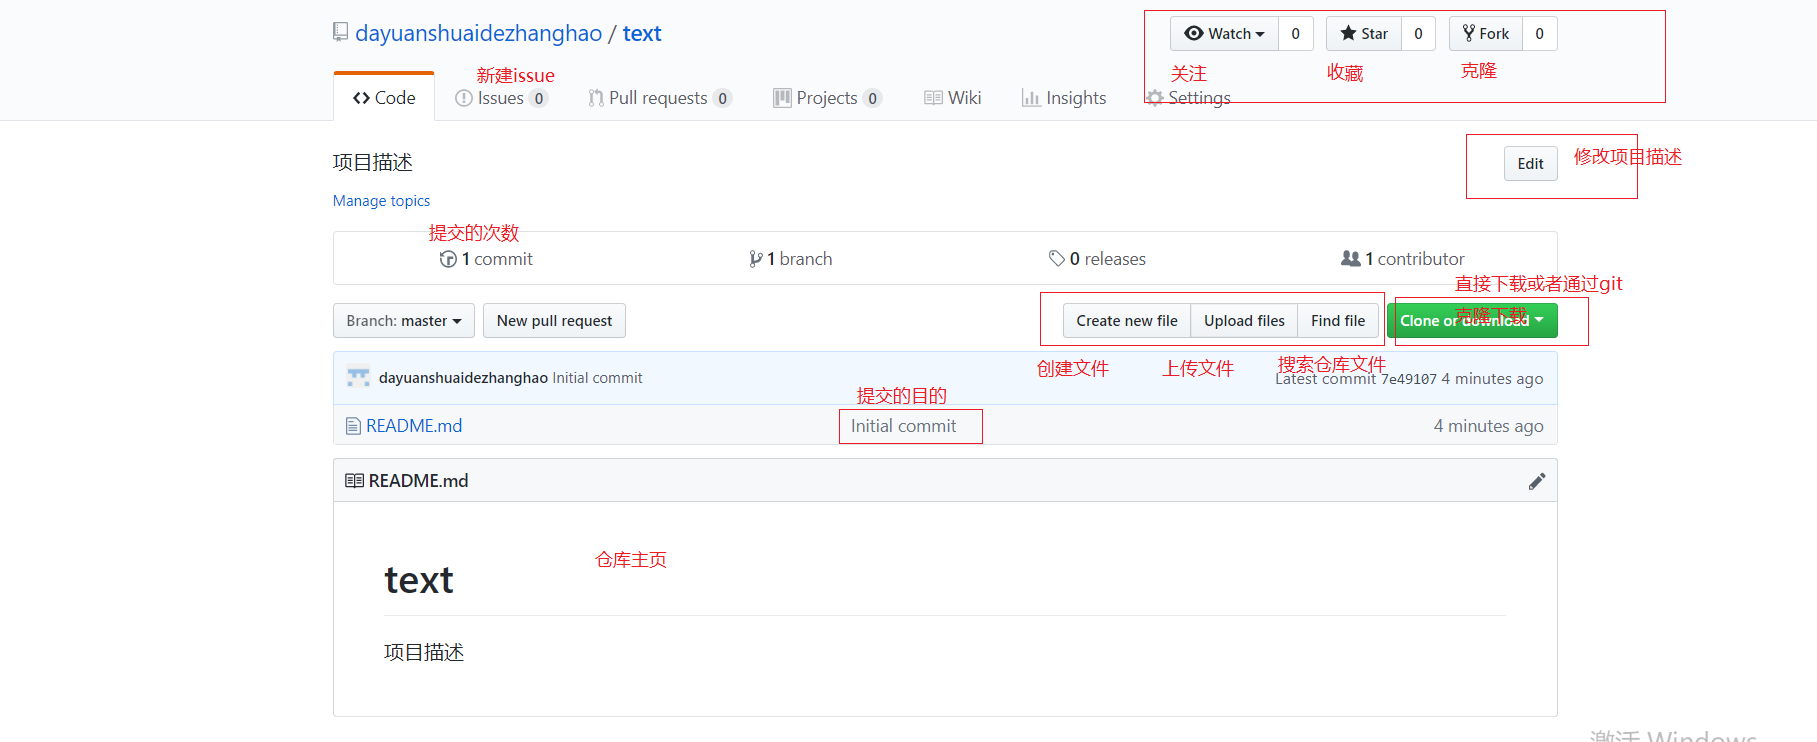 dayuanshuaidezhanghao / text
Watch 0 Star 0 Fork 0
关注 收藏 克隆
新建issue
Code Issues 0 Pull requests 0 Projects 0 Wiki Insights Settings
项目描述
Edit 修改项目描述
Manage topics
提交的次数
1 commit 1 branch 0 releases 1 contributor
直接下载或者通过git
克隆下载
Branch: master New pull request Create new file Upload files Find file Clone or download
创建文件 上传文件 搜索仓库文件
dayuanshuaidezhanghao Initial commit Latest commit 7e49107 4 minutes ago
提交的目的
README.md Initial commit 4 minutes ago
README.md
仓库主页
text
项目描述
激活 Windows